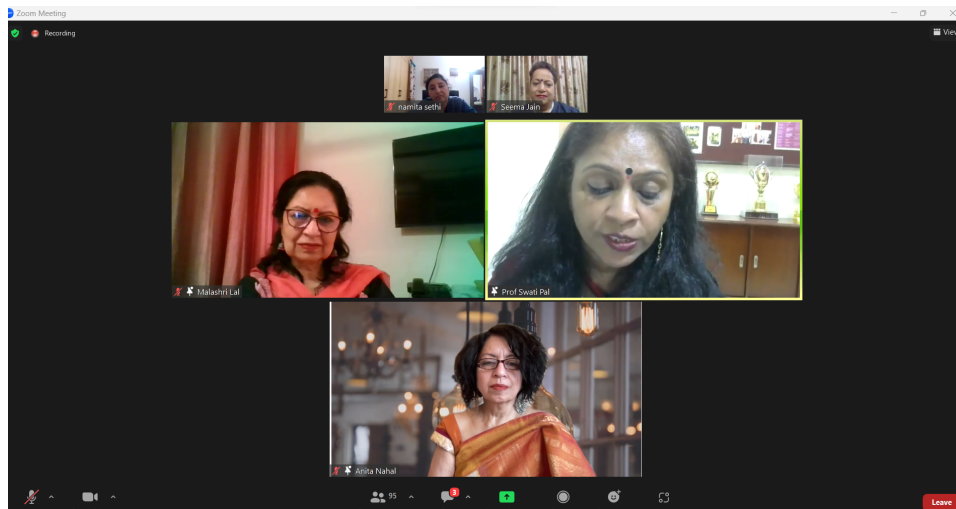 Zoom Meeting
Recording
View
namita sethi
Seema Jain
Malashri Lal
Prof Swati Pal
Anita Nahal
95
3
Leave